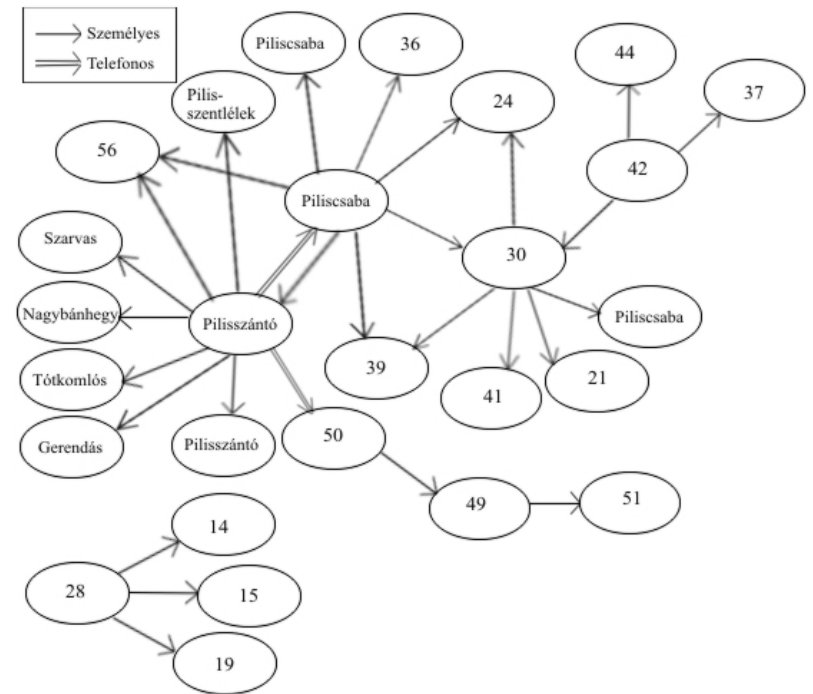 Személyes
Telefonos
Piliscsaba
36
44
37
Pilis-
szentlélek
24
56
42
Piliscsaba
Szarvas
30
Nagybánhegy
Pilisszántó
Piliscsaba
Tótkomlós
39
41
21
Gerendás
Pilisszántó
50
49
51
14
28
15
19